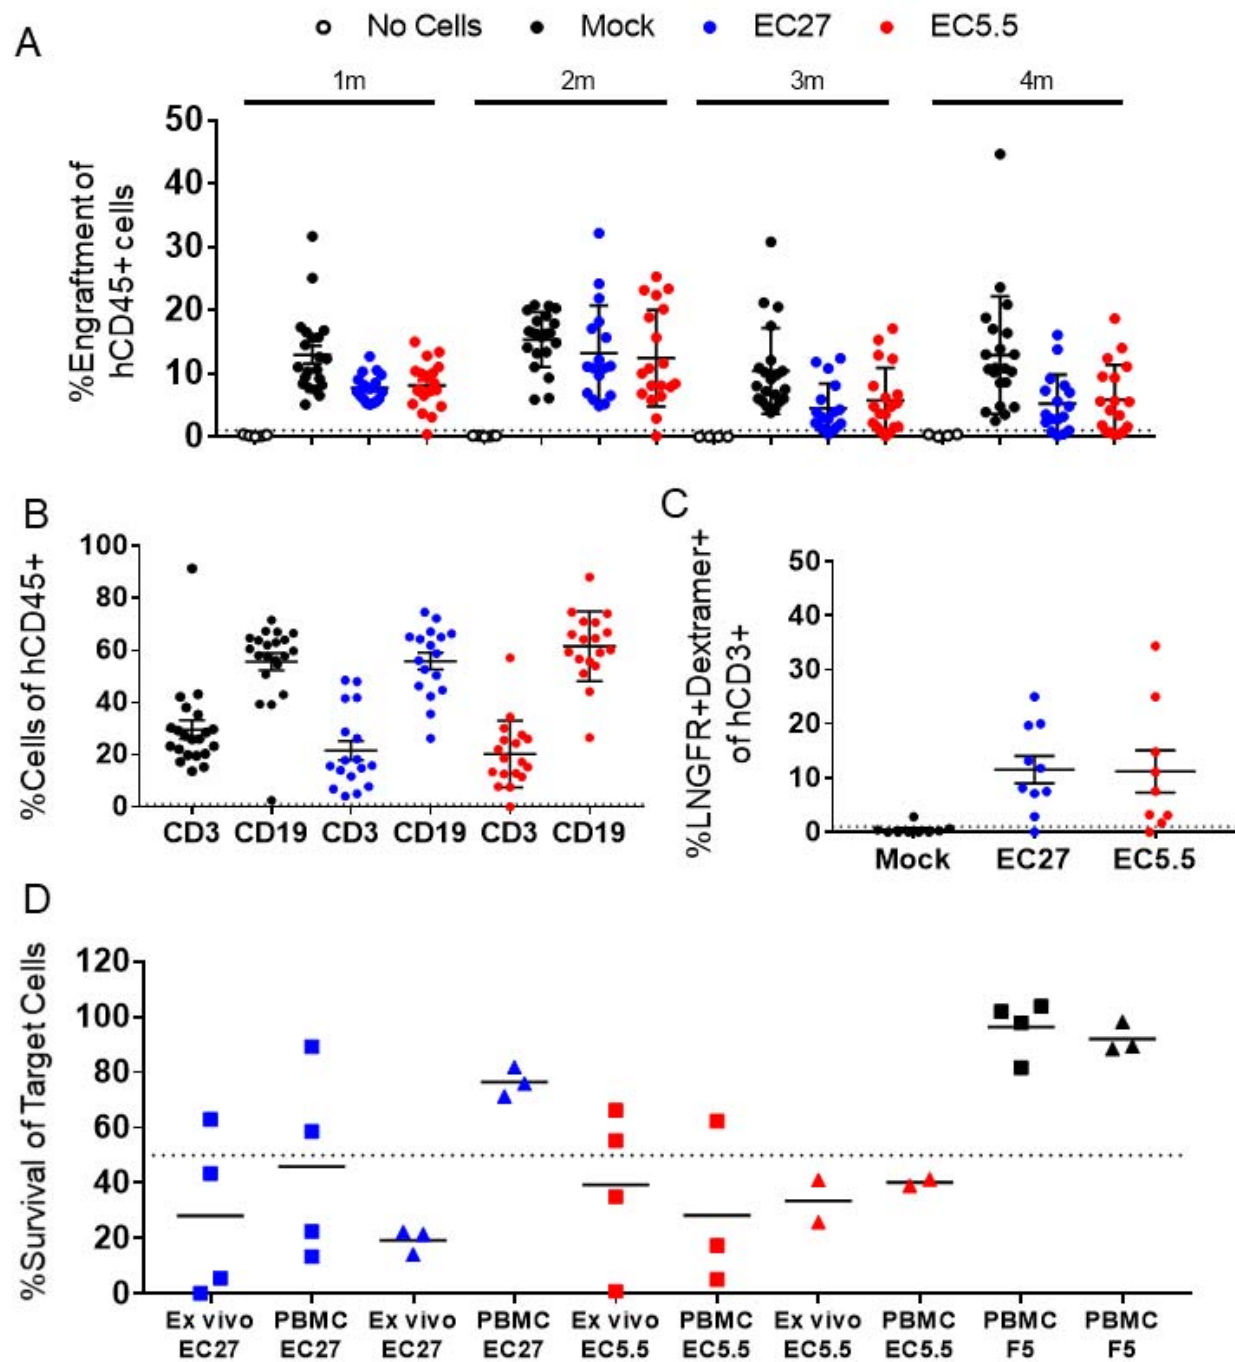 A
No Cells Mock EC27 EC5.5
1m 2m 3m 4m
%Engraftment of
hCD45+ cells
50
40
30
20
10
0
B
%Cells of hCD45+
100
80
60
40
20
0
CD3 CD19 CD3 CD19 CD3 CD19
C
%LNGFR+Dextramer+
of hCD3+
50
40
30
20
10
0
Mock EC27 EC5.5
D
%Survival of Target Cells
120
100
80
60
40
20
0
Ex vivo PBMC Ex vivo PBMC Ex vivo PBMC Ex vivo PBMC PBMC PBMC
EC27 EC27 EC27 EC27 EC5.5 EC5.5 EC5.5 EC5.5 F5 F5